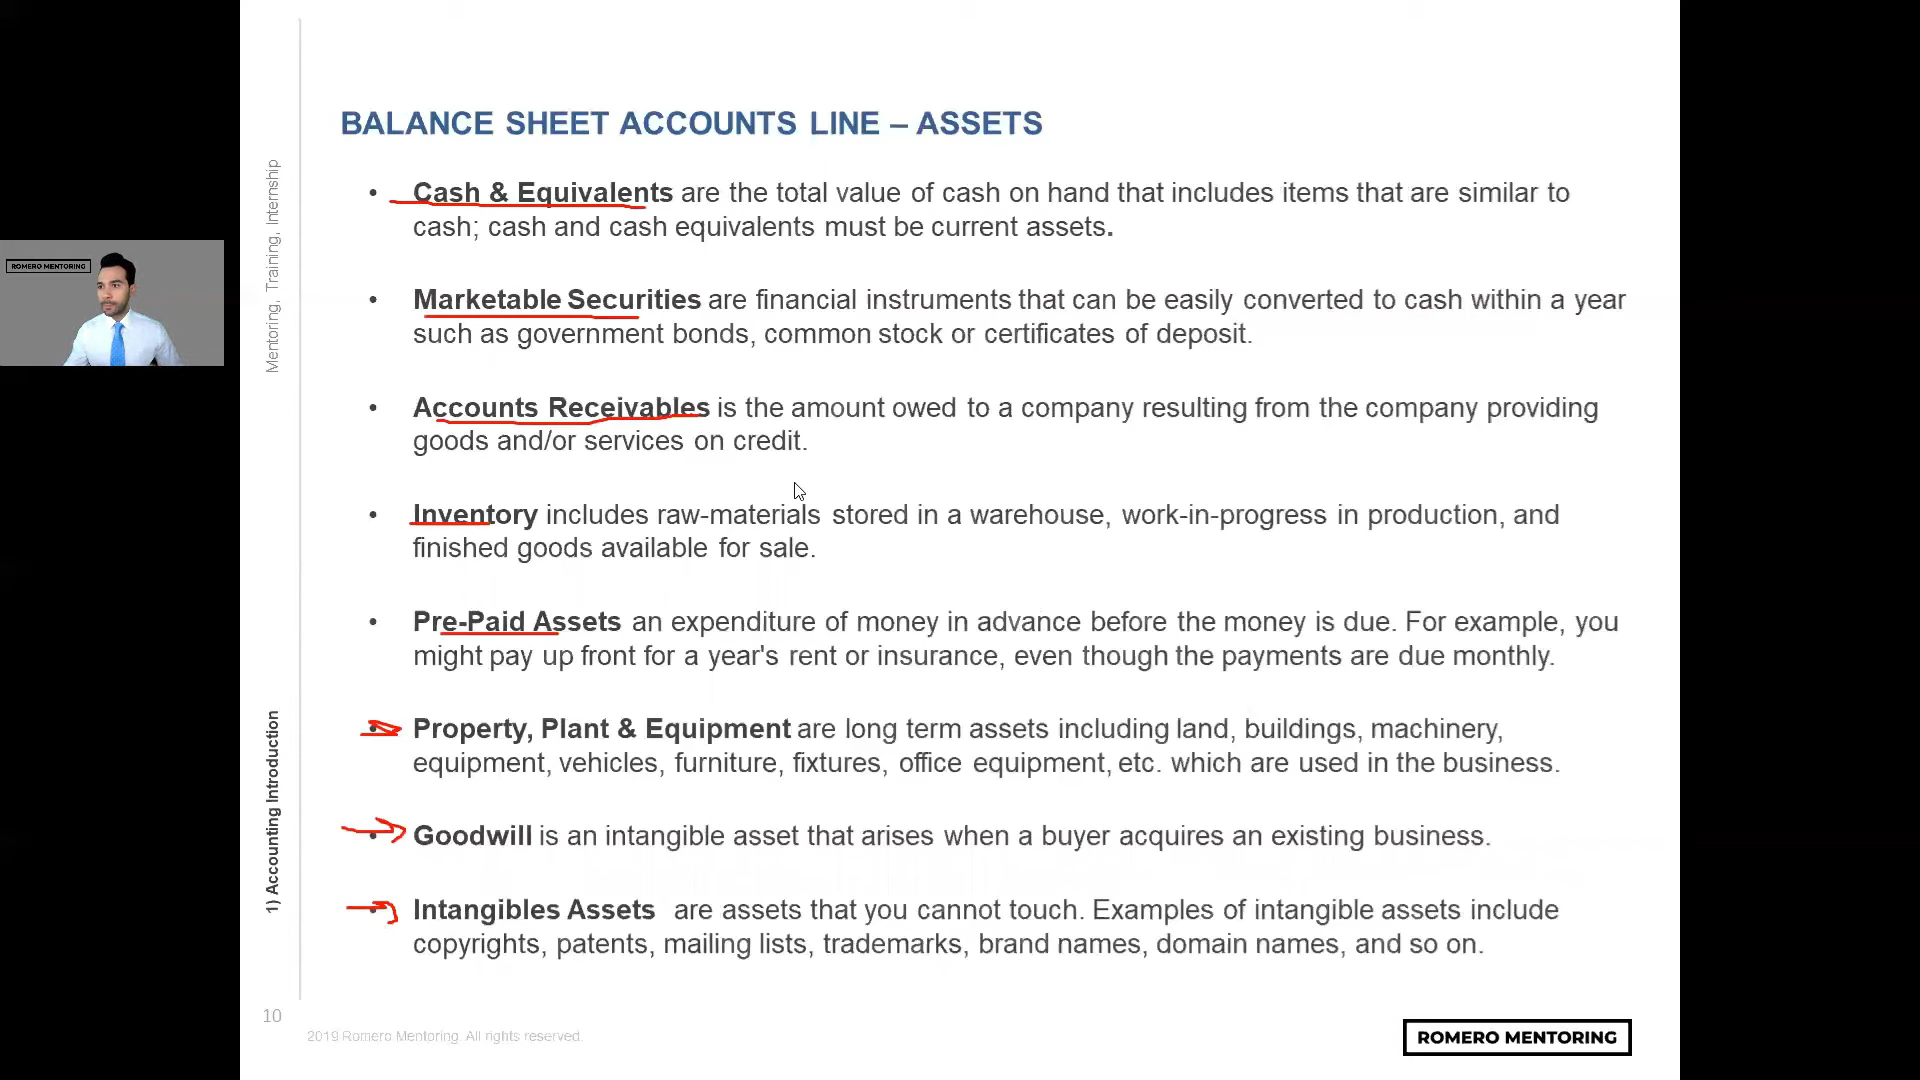 BALANCE SHEET ACCOUNTS LINE – ASSETS
• Cash & Equivalents are the total value of cash on hand that includes items that are similar to
cash; cash and cash equivalents must be current assets.
• Marketable Securities are financial instruments that can be easily converted to cash within a year
such as government bonds, common stock or certificates of deposit.
• Accounts Receivables is the amount owed to a company resulting from the company providing
goods and/or services on credit.
• Inventory includes raw-materials stored in a warehouse, work-in-progress in production, and
finished goods available for sale.
• Pre-Paid Assets an expenditure of money in advance before the money is due. For example, you
might pay up front for a year's rent or insurance, even though the payments are due monthly.
• Property, Plant & Equipment are long term assets including land, buildings, machinery,
equipment, vehicles, furniture, fixtures, office equipment, etc. which are used in the business.
• Goodwill is an intangible asset that arises when a buyer acquires an existing business.
• Intangibles Assets are assets that you cannot touch. Examples of intangible assets include
copyrights, patents, mailing lists, trademarks, brand names, domain names, and so on.
Mentoring, Training, Internship
1) Accounting Introduction
ROMERO MENTORING
10
2019 Romero Mentoring. All rights reserved.
ROMERO MENTORING